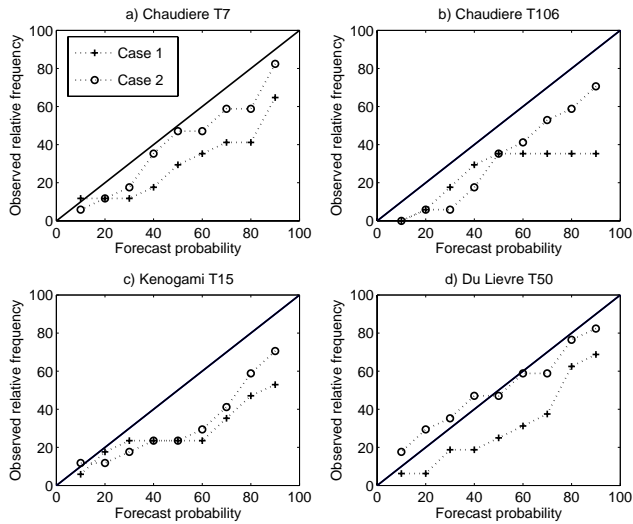 a) Chaudiere T7
Observed relative frequency
100
80
60
40
20
0
Case 1
Case 2
0 20 40 60 80 100
Forecast probability
b) Chaudiere T106
Observed relative frequency
100
80
60
40
20
0
0 20 40 60 80 100
Forecast probability
c) Kenogami T15
Observed relative frequency
100
80
60
40
20
0
0 20 40 60 80 100
Forecast probability
d) Du Lievre T50
Observed relative frequency
100
80
60
40
20
0
0 20 40 60 80 100
Forecast probability